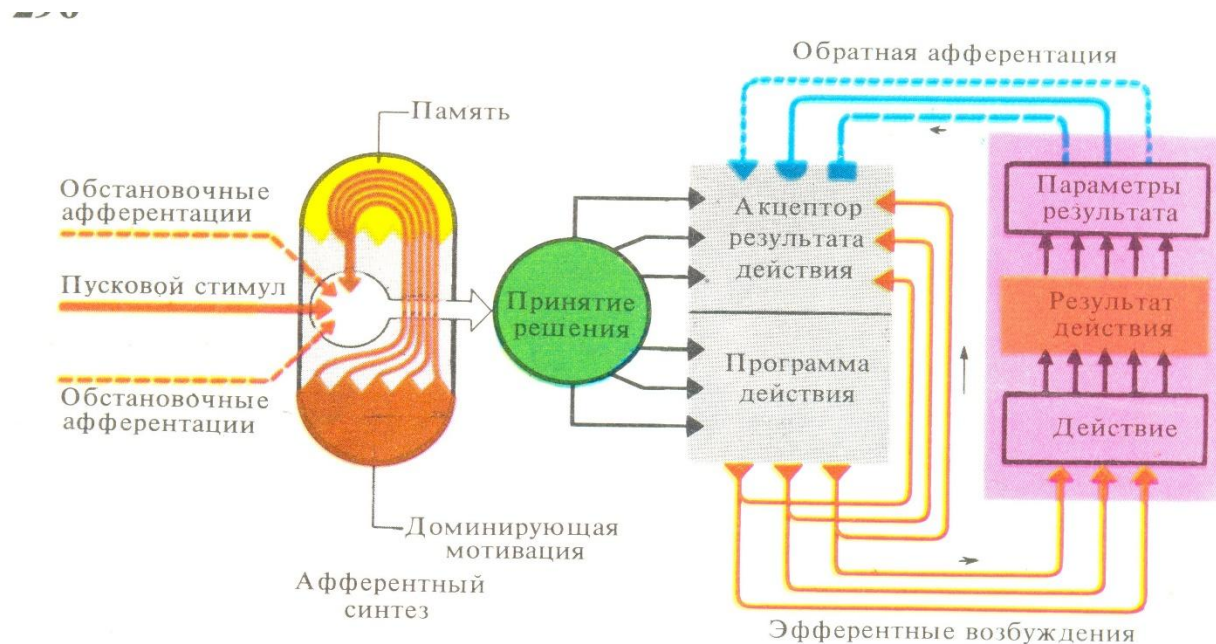 Обратная афферентация
Память
Обстановочные
афферентации
Пусковой стимул
Обстановочные
афферентации
Доминирующая
мотивация
Афферентный
синтез
Принятие
решения
Акцептор
результата
действия
Программа
действия
Параметры
результата
Результат
действия
Действие
Эфферентные возбуждения